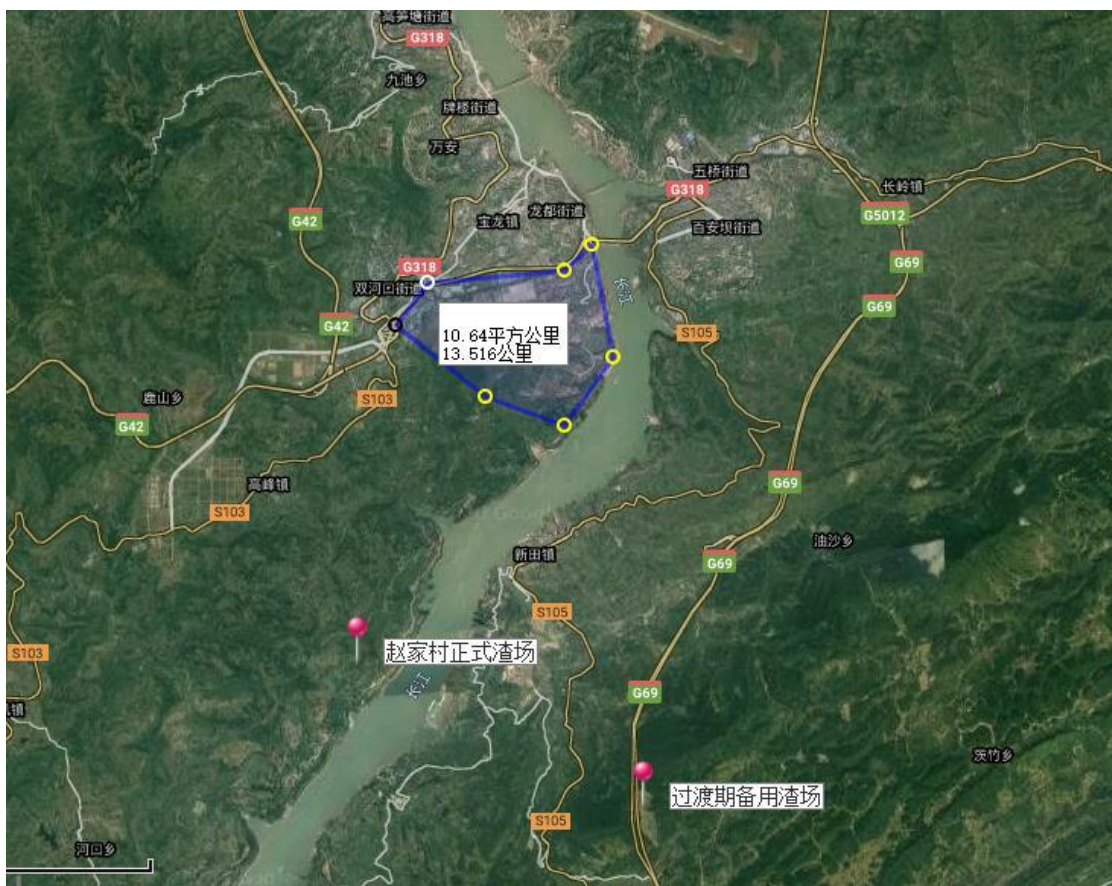 高笋塘街道
G318
九池乡
牌楼街道
万安
五桥街道
G318
长岭镇
G5012
龙都街道
宝龙镇
百安坝街道
G42
G69
G318
双河口街道
长江
G69
G42
10.64平方公里
13.516公里
S105
鹿山乡
S103
G42
高峰镇
G69
S103
新田镇
油沙乡
G69
S105
赵家村正式渣场
S103
长江
G69
镇
茨竹乡
过渡期备用渣场
S105
河口乡